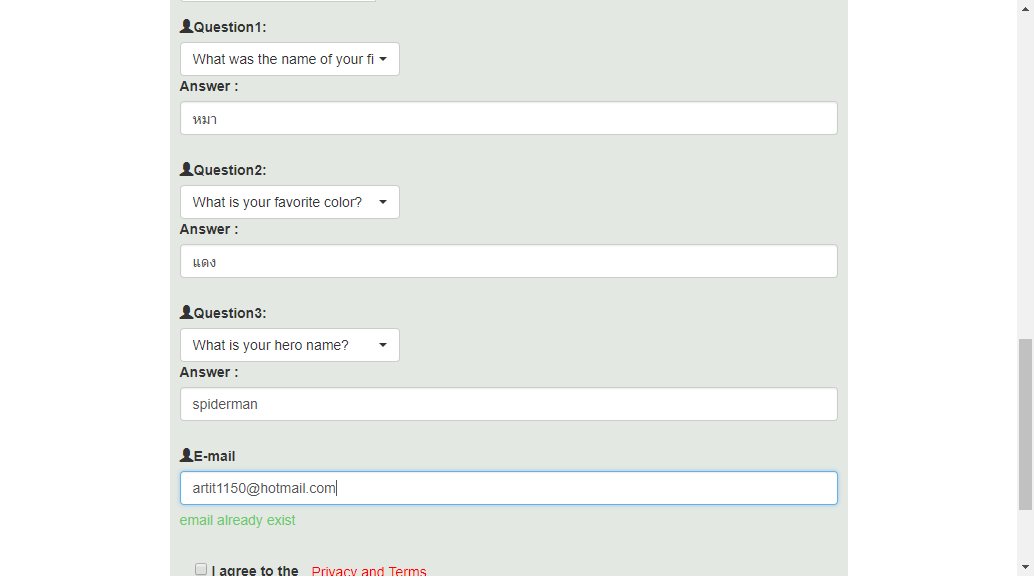 Question1:
What was the name of your fi
Answer :
หมา
Question2:
What is your favorite color?
Answer :
แดง
Question3:
What is your hero name?
Answer :
spiderman
E-mail
artit1150@hotmail.com
email already exist
I agree to the Privacy and Terms